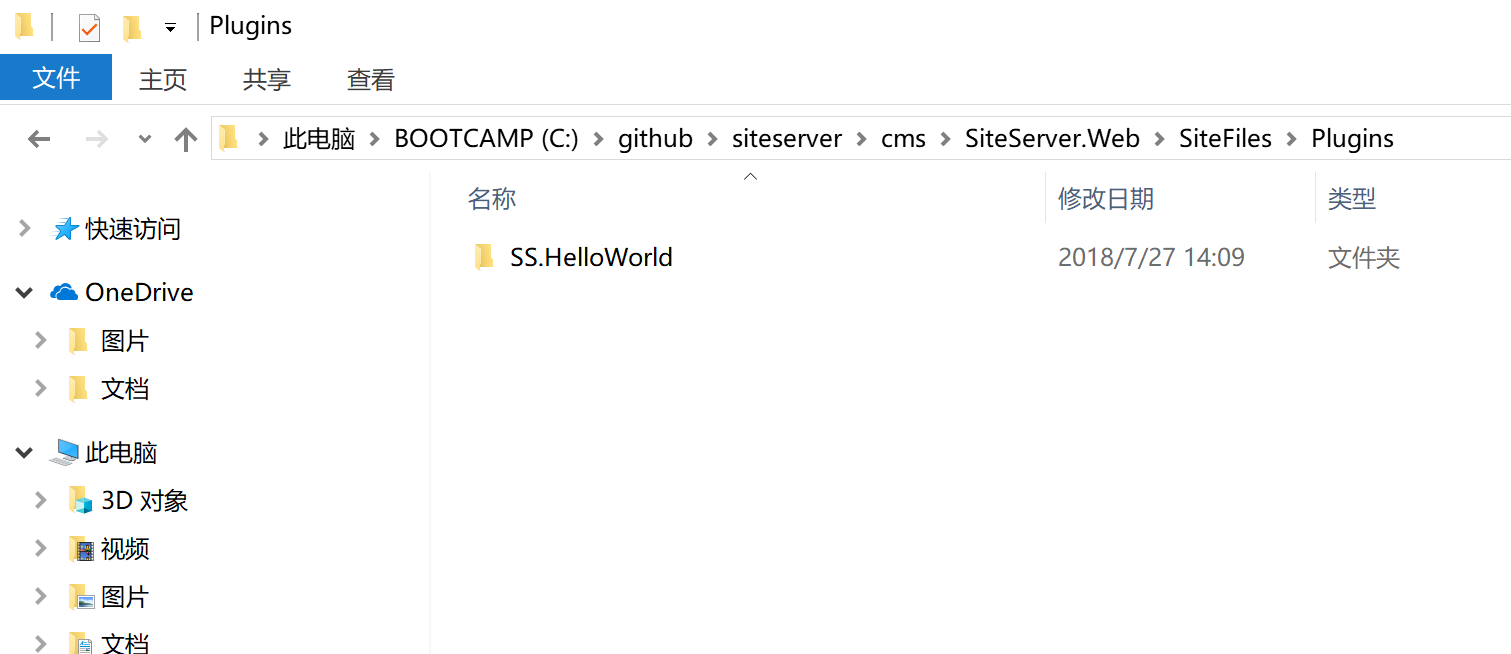 Plugins
文件 主页 共享 查看
此电脑 BOOTCAMP (C:) github siteserver cms SiteServer.Web SiteFiles Plugins
名称 修改日期 类型
SS.HelloWorld 2018/7/27 14:09 文件夹
快速访问
OneDrive
图片
文档
此电脑
3D 对象
视频
图片
文档